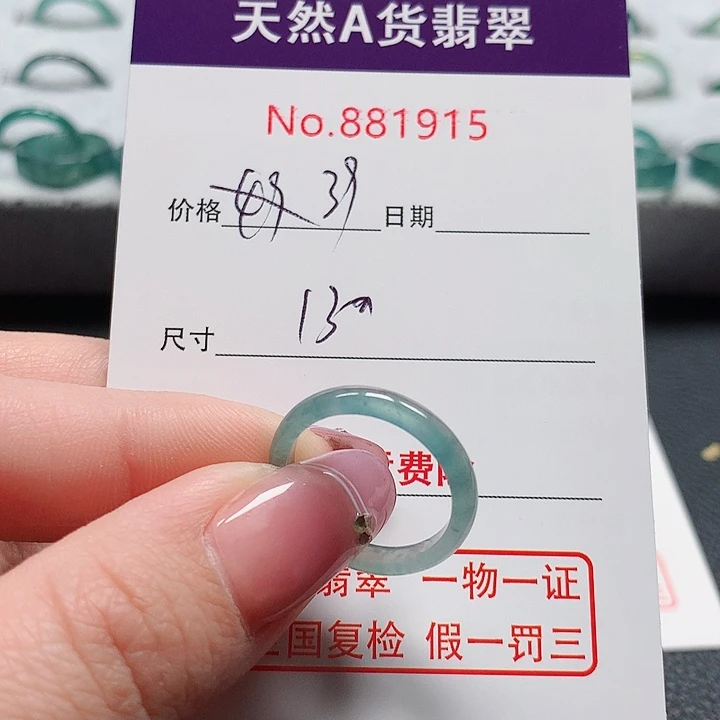 天然A货翡翠
No.881915
价格 39 日期
尺寸 13
费
翡翠 一物一证
国复检 假一罚三